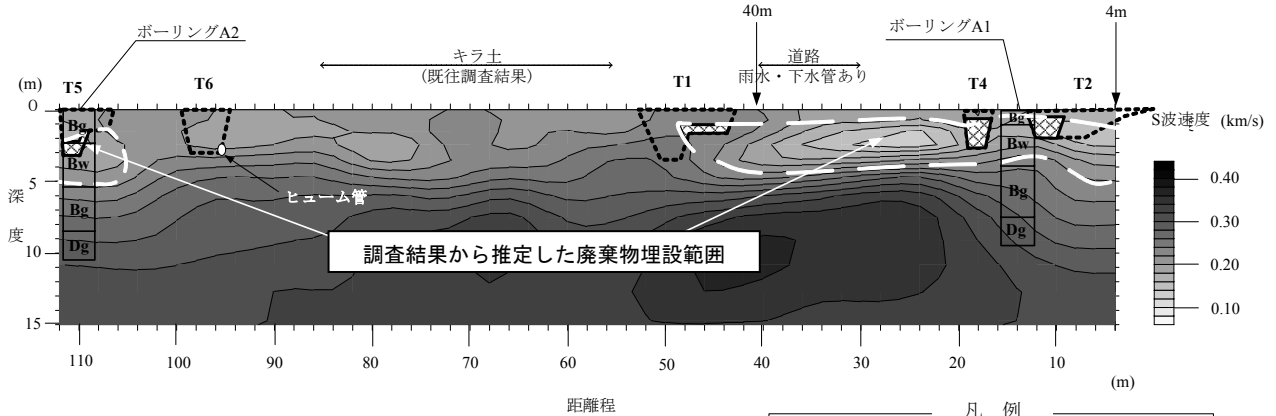 ボーリングA2
40m
ボーリングA1
4m
キラ土
(既往調査結果)
道路
雨水・下水管あり
(m)
T5
T6
T1
T4
T2
S波速度 (km/s)
0
5
10
15
深
度
Bg
Bw
Bg
Dg
Bg
Bw
Bg
Dg
ヒューム管
調査結果から推定した廃棄物埋設範囲
0.40
0.30
0.20
0.10
110
100
90
80
70
60
50
40
30
20
10
(m)
距離程
凡 例